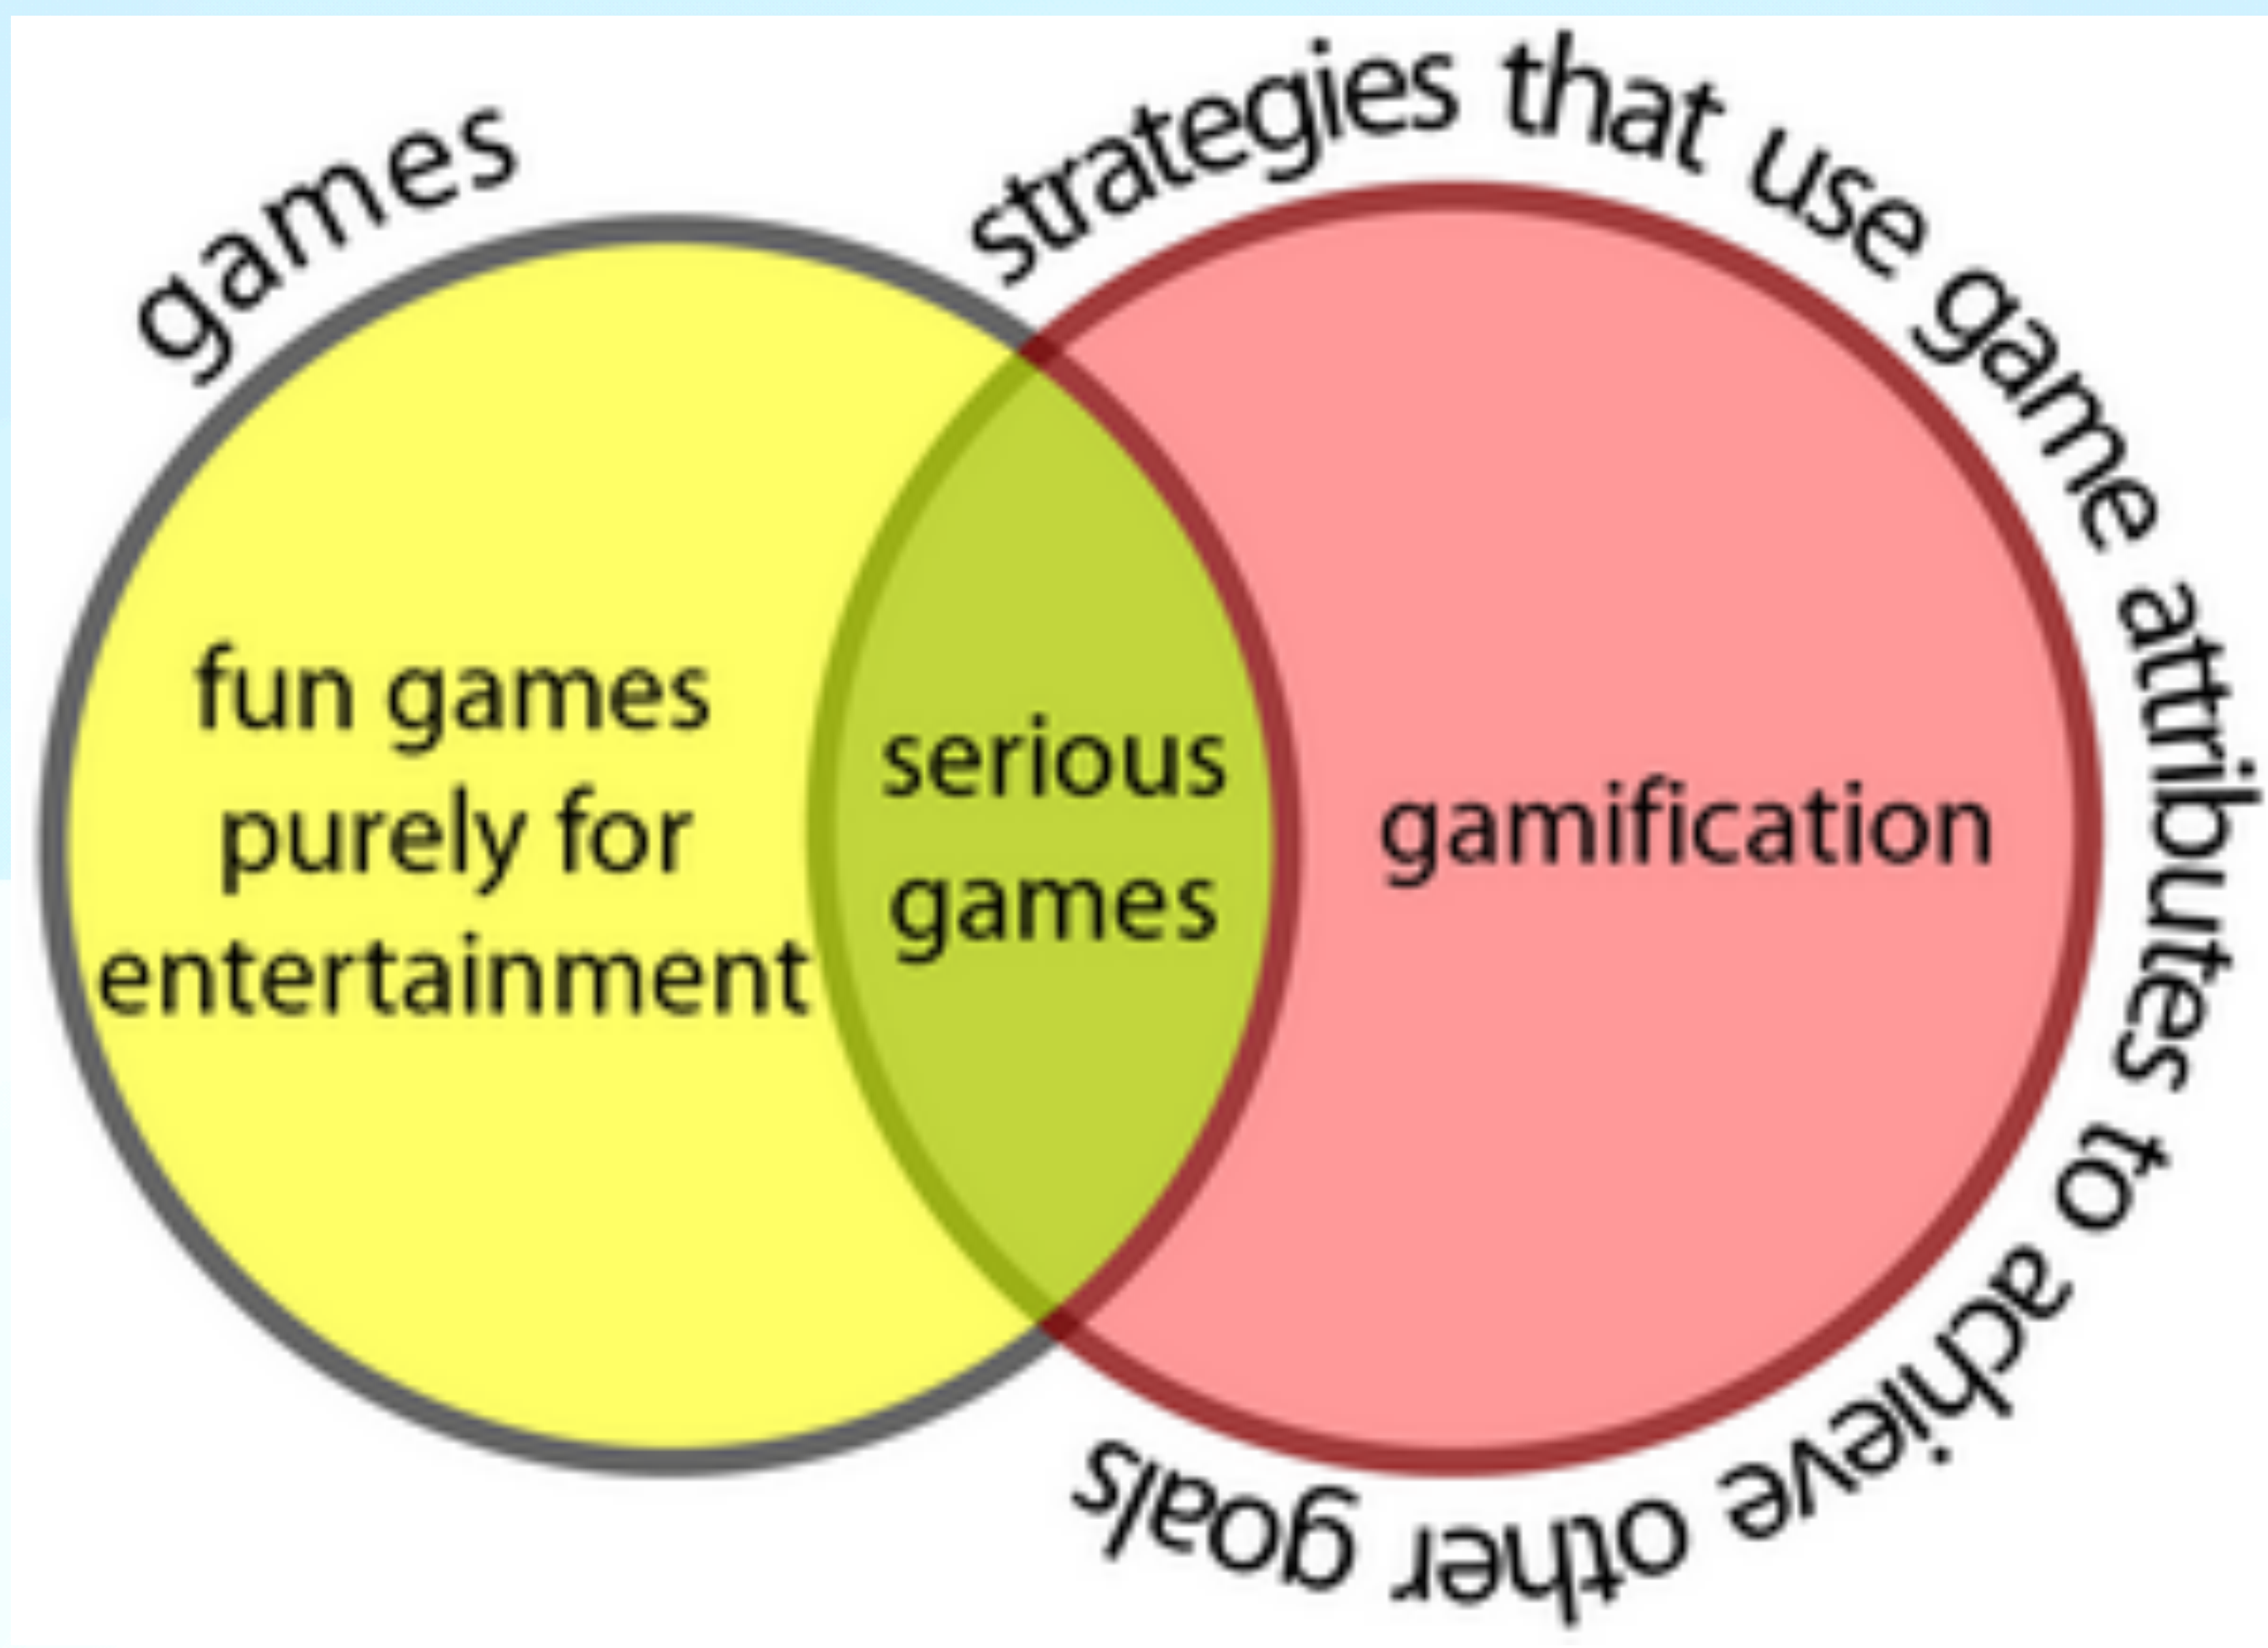 games
strategies that use game attributes to achieve other goals
fun games
purely for
entertainment
serious
games
gamification